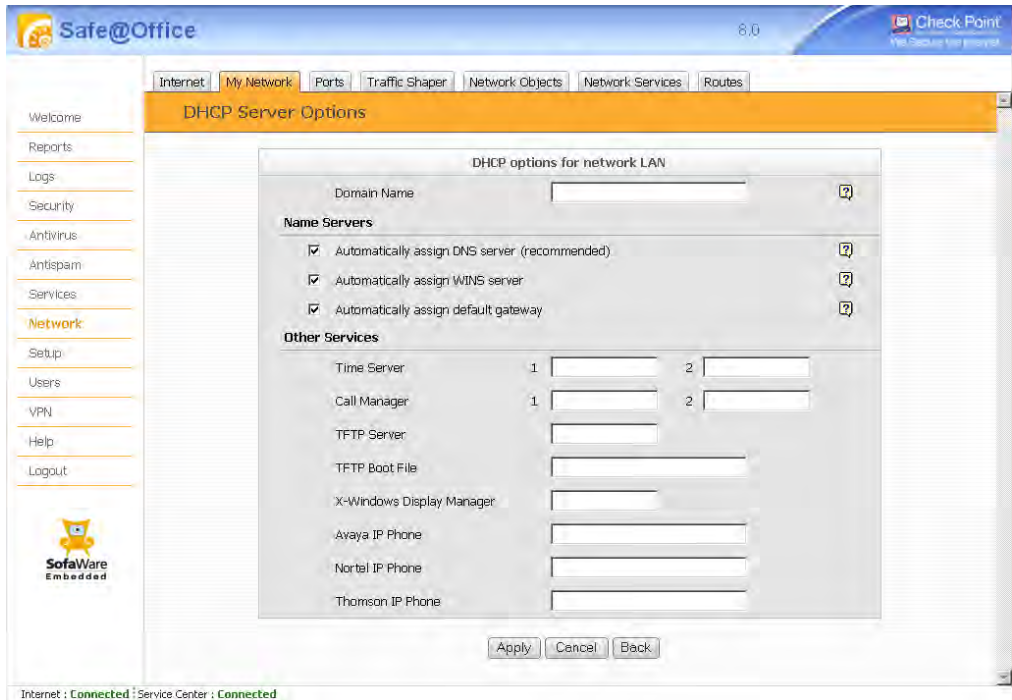 Safe@Office
8.0
Check Point
We Secure the Internet.
Internet My Network Ports Traffic Shaper Network Objects Network Services Routes
DHCP Server Options
Welcome
Reports
Logs
Security
Antivirus
Antispam
Services
Network
Setup
Users
VPN
Help
Logout
SofaWare
Embedded
DHCP options for network LAN
Domain Name
Name Servers
Automatically assign DNS server (recommended)
Automatically assign WINS server
Automatically assign default gateway
Other Services
Time Server 1 2
Call Manager 1 2
TFTP Server
TFTP Boot File
X-Windows Display Manager
Avaya IP Phone
Nortel IP Phone
Thomson IP Phone
Apply Cancel Back
Internet : Connected Service Center : Connected